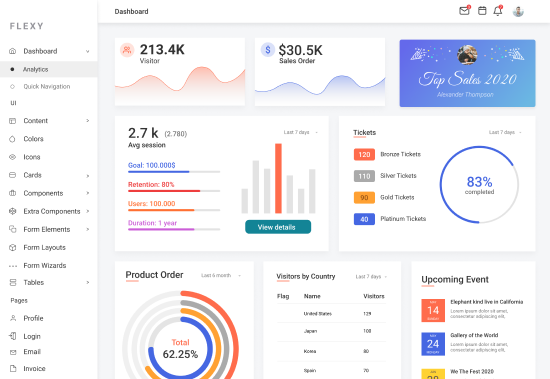 FLEXY
Dashboard
Analytics
Quick Navigation
UI
Content
Colors
Icons
Cards
Components
Extra Components
Form Elements
Form Layouts
Form Wizards
Tables
Pages
Profile
Login
Email
Invoice
Dashboard
213.4K
Visitor
$
$30.5K
Sales Order
Top Sales 2020
Alexander Thampson
2.7 k (2.780)
Last 7 days
Avg session
Goal: 100.000$
Retention: 80%
Users: 100.000
Duration: 1 year
View details
Tickets
Last 7 days
120 Bronze Tickets
110 Silver Tickets
90 Gold Tickets
40 Platinum Tickets
83%
completed
Product Order
Last 6 month
Total
62.25%
Visitors by Country
Last 7 days
Flag Name Visitors
United States 129
Japan 100
Korea 80
Spain 70
Upcoming Event
14
Elephant kind live in California
Lorem ipsum dolor sit amet,
consectetur adipiscing elit,
24
Gallery of the World
Lorem ipsum dolor sit amet,
consectetur adipiscing elit,
We The Fest 2020